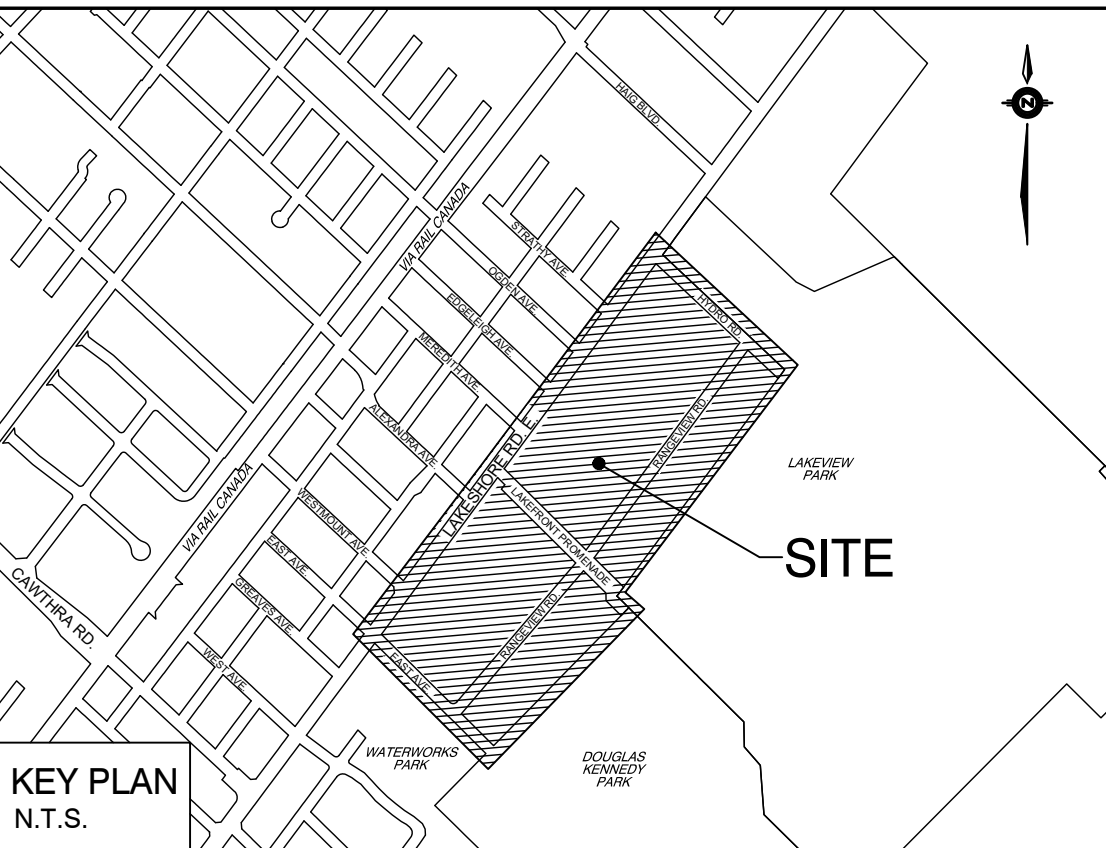 HAIG BLVD
N
VIA RAIL CANADA
STRATHY AVE.
OGDEN AVE.
EDGELEIGH AVE.
MEREDITH AVE.
ALEXANDRA AVE.
HYDRO RD.
RANGEVIEW RD.
LAKESHORE RD. E.
LAKEFRONT PROMENADE
LAKEVIEW
PARK
SITE
VIA RAIL CANADA
WESTMOUNT AVE.
EAST AVE.
GREAVES AVE.
WEST AVE.
CAWTHRA RD.
RANGEVIEW RD.
EAST AVE
WATERWORKS
PARK
DOUGLAS
KENNEDY
PARK
KEY PLAN
N.T.S.